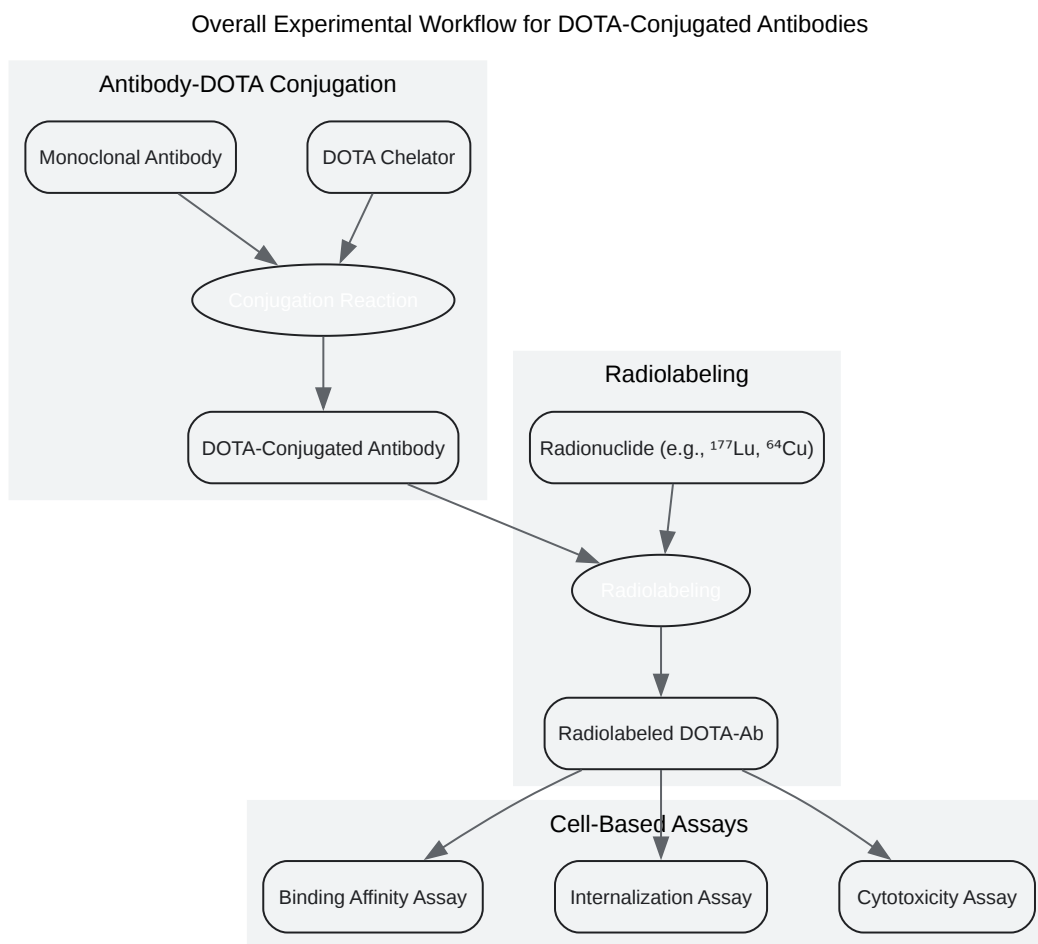 Overall Experimental Workflow for DOTA-Conjugated Antibodies
Antibody-DOTA Conjugation
Monoclonal Antibody
DOTA Chelator
Conjugation Reaction
DOTA-Conjugated Antibody
Radiolabeling
Radionuclide (e.g., ¹⁷⁷Lu, ⁶⁴Cu)
Radiolabeling
Radiolabeled DOTA-Ab
Cell-Based Assays
Binding Affinity Assay
Internalization Assay
Cytotoxicity Assay